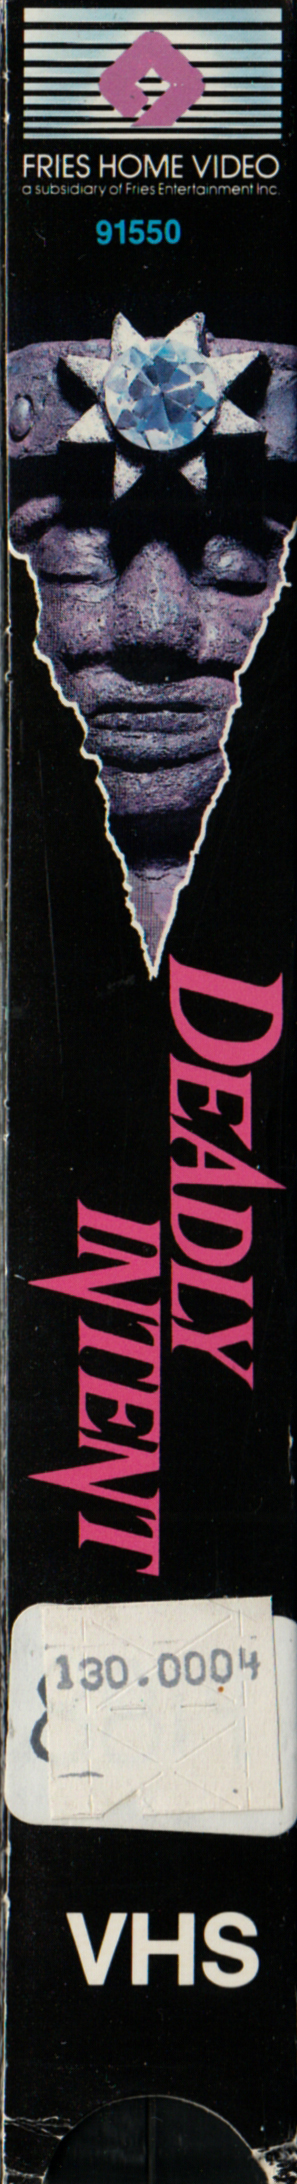 FRIES HOME VIDEO
a subsidiary of Fries Entertainment Inc.
91550
DEADLY
INTENT
130.0004
VHS